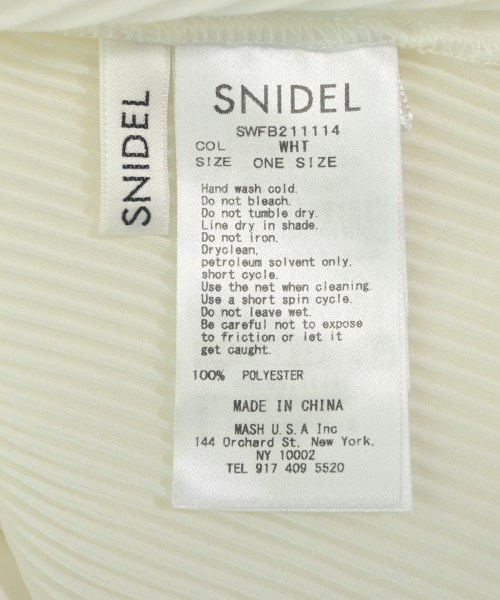 SNIDEL
SNIDEL
SWFB211114
COL WHT
SIZE ONE SIZE
Hand wash cold.
Do not bleach.
Do not tumble dry.
Line dry in shade.
Do not iron.
Dryclean,
petroleum solvent only.
short cycle.
Use the net when cleaning.
Use a short spin cycle.
Do not leave wet.
Be careful not to expose
to friction or let it
get caught.
100% POLYESTER
MADE IN CHINA
MASH U.S.A Inc
144 Orchard St, New York,
NY 10002
TEL 917 409 5520